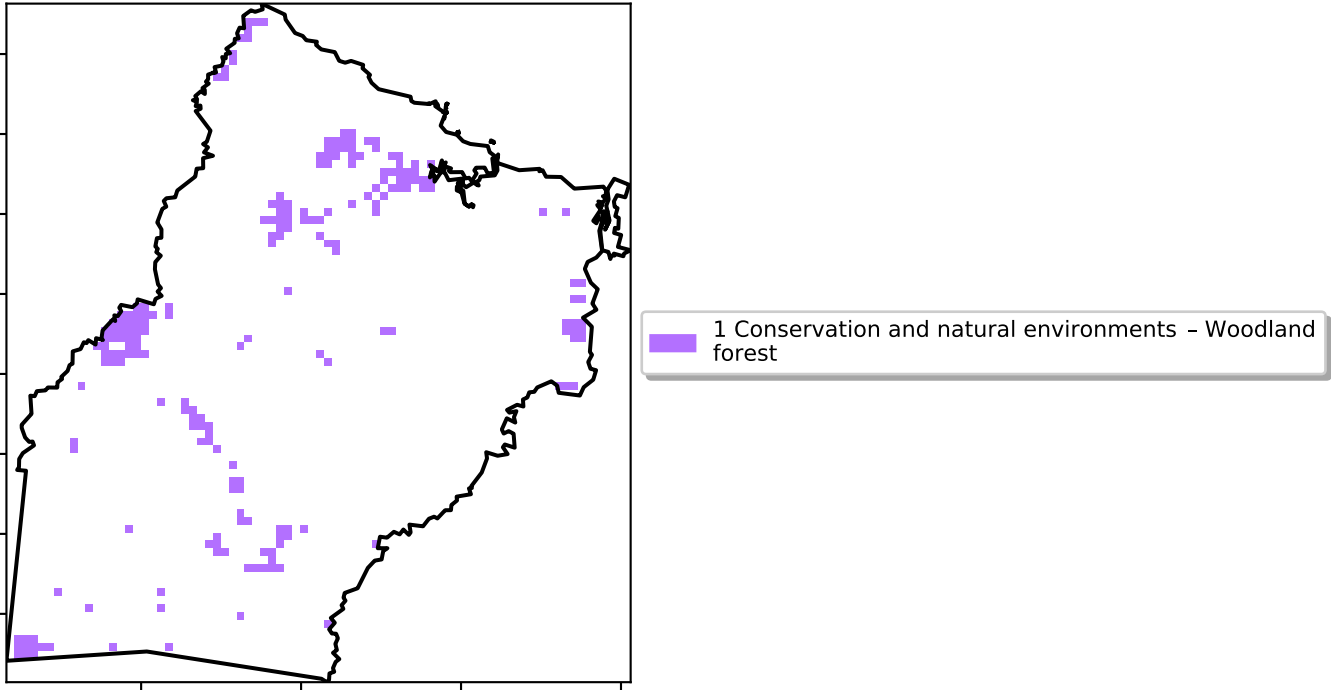 1 Conservation and natural environments – Woodland
forest